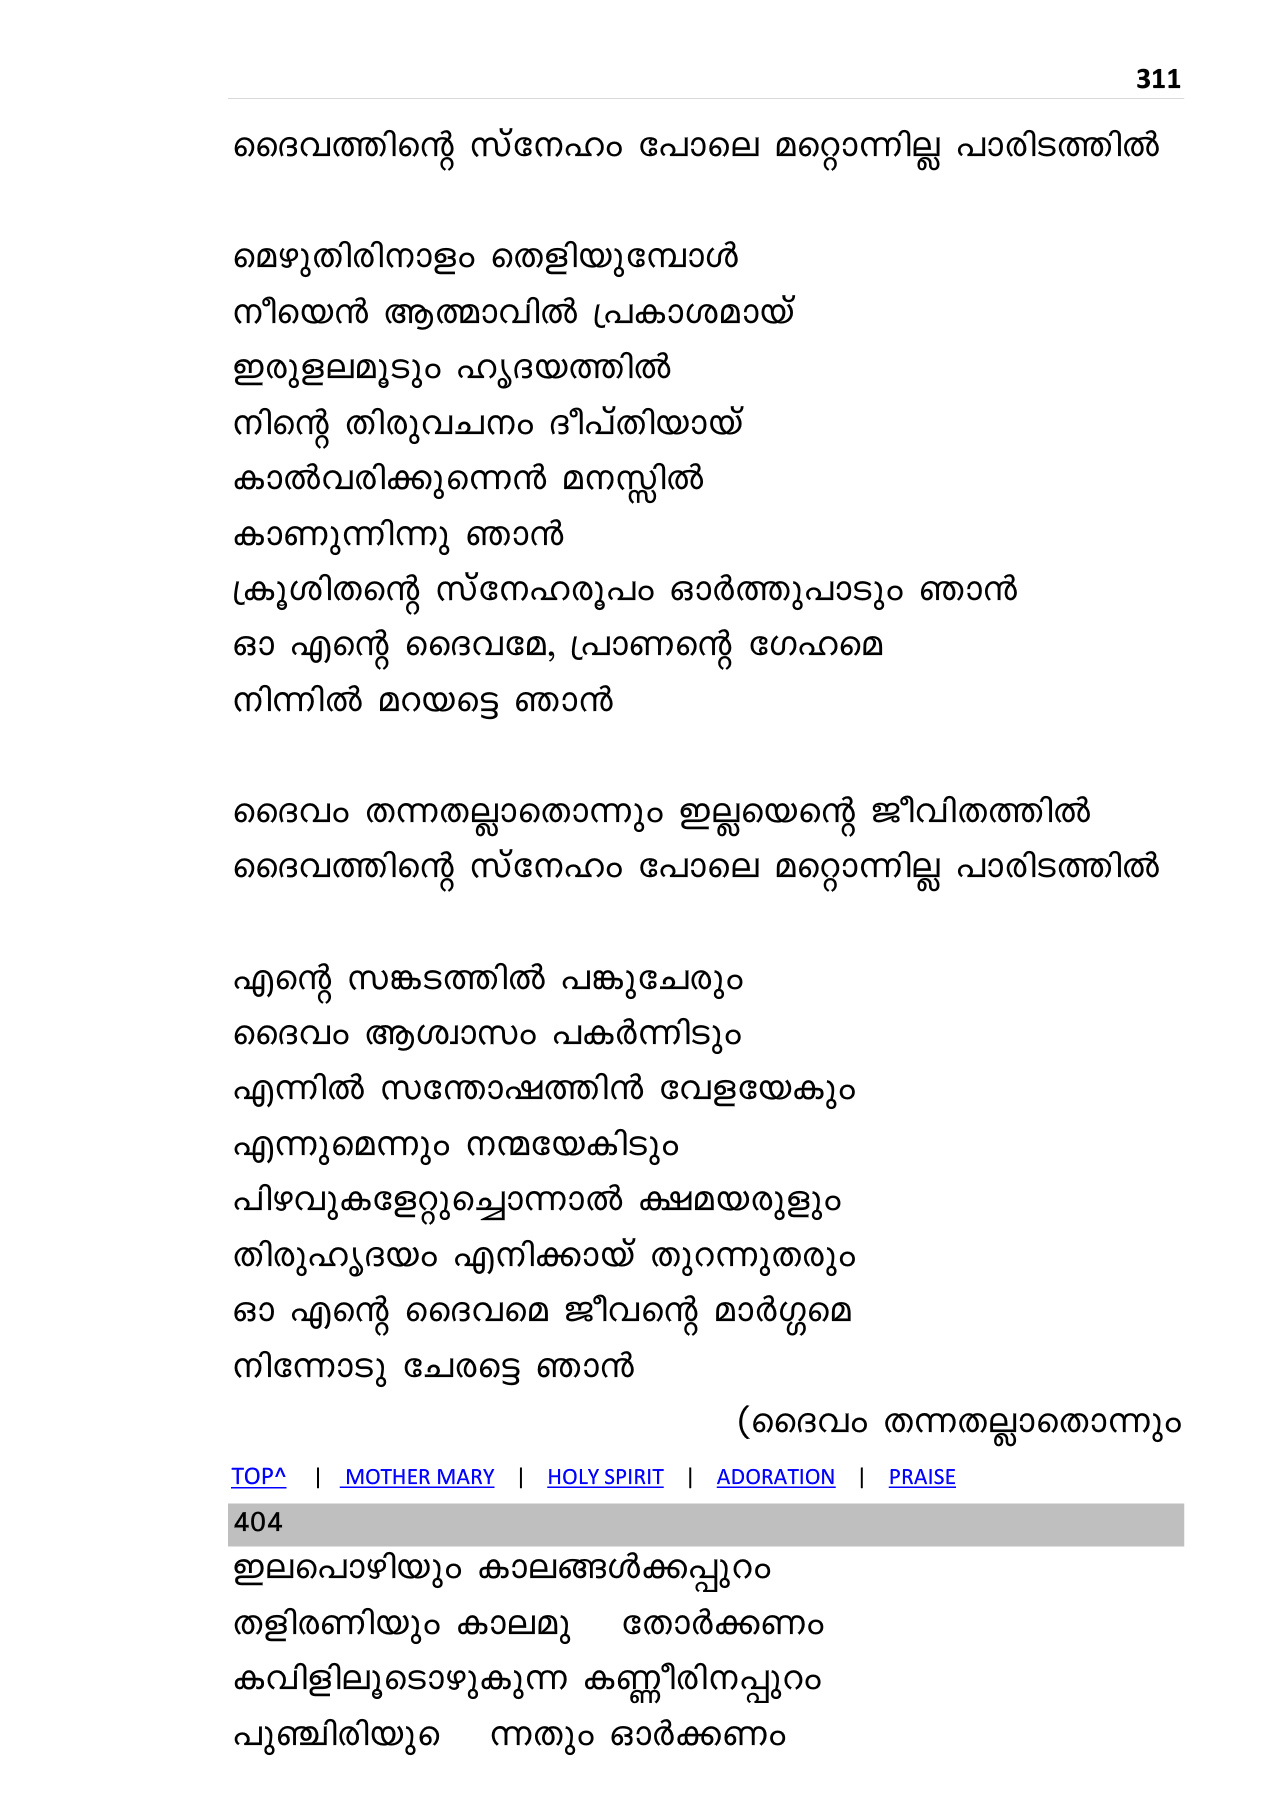 311
ദൈവത്തിന്റെ സ്നേഹം പോലെ മറ്റൊന്നില്ല പാരിടത്തിൽ
മെഴുതിരിനാളം തെളിയുമ്പോൾ
നീയെൻ ആത്മാവിൽ പ്രകാശമായ്
ഇരുളലമൂടും ഹൃദയത്തിൽ
നിന്റെ തിരുവചനം ദീപ്തിയായ്
കാൽവരിക്കുന്നെൻ മനസ്സിൽ
കാണുന്നിന്നു ഞാൻ
ക്രൂശിതന്റെ സ്നേഹരൂപം ഓർത്തുപാടും ഞാൻ
ഓ എന്റെ ദൈവമേ, പ്രാണന്റെ ഗേഹമെ
നിന്നിൽ മറയട്ടെ ഞാൻ
ദൈവം തന്നതല്ലാതൊന്നും ഇല്ലയെന്റെ ജീവിതത്തിൽ
ദൈവത്തിന്റെ സ്നേഹം പോലെ മറ്റൊന്നില്ല പാരിടത്തിൽ
എന്റെ സങ്കടത്തിൽ പങ്കുചേരും
ദൈവം ആശ്വാസം പകർന്നിടും
എന്നിൽ സന്തോഷത്തിൻ വേളയേകും
എന്നുമെന്നും നന്മയേകിടും
പിഴവുകളേറ്റുച്ചൊന്നാൽ ക്ഷമയരുളും
തിരുഹൃദയം എനിക്കായ് തുറന്നുതരും
ഓ എന്റെ ദൈവമെ ജീവന്റെ മാർഗ്ഗമെ
നിന്നോടു ചേരട്ടെ ഞാൻ
(ദൈവം തന്നതല്ലാതൊന്നും
TOP^ | MOTHER MARY | HOLY SPIRIT | ADORATION | PRAISE
404
ഇലപൊഴിയും കാലങ്ങൾക്കപ്പുറം
തളിരണിയും കാലമു തോർക്കണം
കവിളിലൂടൊഴുകുന്ന കണ്ണീരിനപ്പുറം
പുഞ്ചിരിയുെ ന്നതും ഓർക്കണം